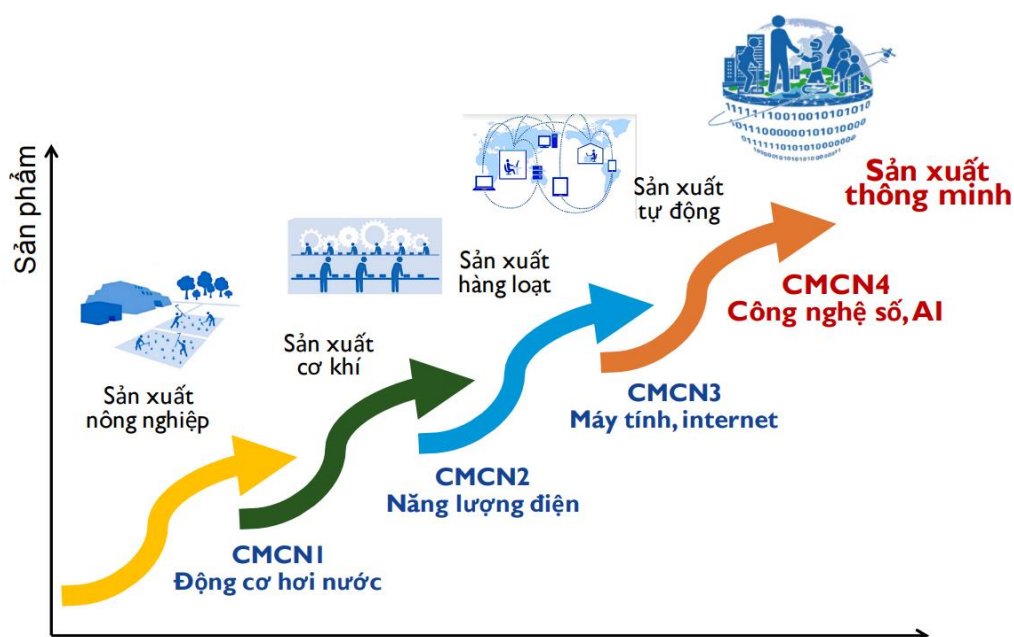 Sản phẩm
Sản xuất
nông nghiệp
Sản xuất
cơ khí
Sản xuất
hàng loạt
Sản xuất
tự động
Sản xuất
thông minh
CMCN1
Động cơ hơi nước
CMCN2
Năng lượng điện
CMCN3
Máy tính, internet
CMCN4
Công nghệ số, AI